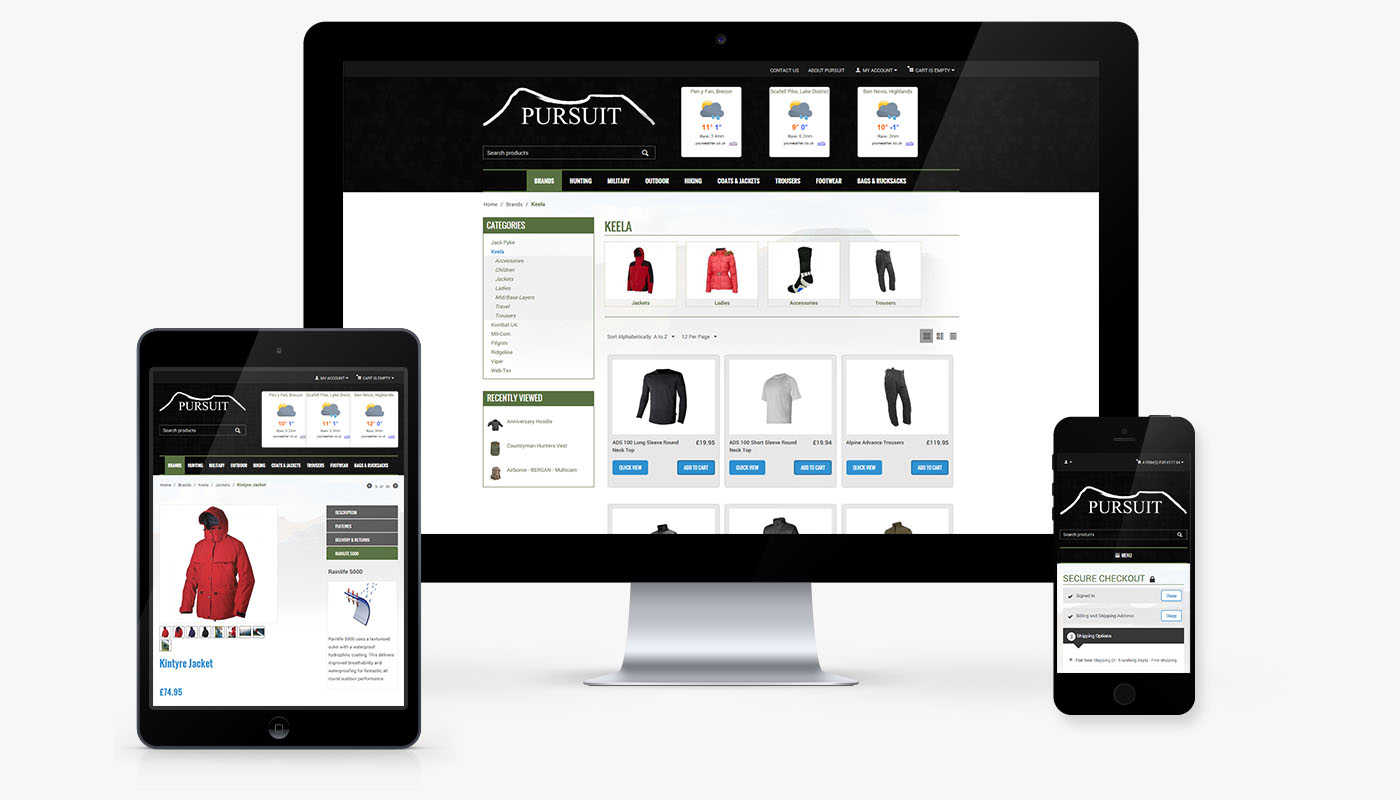 CONTACT US ABOUT PURSUIT MY ACCOUNT CART IS EMPTY
PURSUIT
Search products
Pen y Fan, Brecon
11° 1°
Rain: 3.4mm
yourweather.co.uk
Scafell Pike, Lake District
9° 0°
Rain: 8.2mm
yourweather.co.uk
Ben Nevis, Highlands
10° -1°
Rain: 2mm
yourweather.co.uk
BRANDS HUNTING MILITARY OUTDOOR HIKING COATS & JACKETS TROUSERS FOOTWEAR BAGS & RUCKSACKS
Home / Brands / Keela
CATEGORIES
Jack Pyke
Keela
Accessories
Children
Jackets
Ladies
Mid/Base Layers
Travel
Trousers
Kombat UK
Mil-Com
Pilgrim
Ridgeline
Viper
Web-Tex
RECENTLY VIEWED
Anniversary Hoodie
Countryman Hunters Vest
Airborne - BERGAN - Multicam
KEELA
Jackets Ladies Accessories Trousers
Sort Alphabetically: A to Z 12 Per Page
ADS 100 Long Sleeve Round Neck Top £19.95
QUICK VIEW ADD TO CART
ADS 100 Short Sleeve Round Neck Top £19.94
QUICK VIEW ADD TO CART
Alpine Advance Trousers £119.95
QUICK VIEW ADD TO CART
MY ACCOUNT CART IS EMPTY
PURSUIT
Search products
Pen y Fan, Brecon
10° 1°
yourweather.co.uk
Scafell Pike, Lake Distri
11° 1°
yourweather.co.uk
Ben Nevis, Highlands
12° 0°
yourweather.co.uk
BRANDS HUNTING MILITARY OUTDOOR HIKING COATS & JACKETS TROUSERS FOOTWEAR BAGS & RUCKSACKS
Home / Brands / Keela / Jackets / Kintyre Jacket
DESCRIPTION
FEATURES
DELIVERY & RETURNS
RAINLIFE 5000
Rainlife 5000
Rainlife 5000 uses a texturised
outer with a waterproof
hydrophilic coating. This delivers
improved breathability and
waterproofing for fantastic all
round outdoor performance.
Kintyre Jacket
£74.95
PURSUIT
Search products
MENU
SECURE CHECKOUT
Signed In Change
Billing and Shipping Address Change
3 Shipping Options
Flat Rate Shipping (3 - 5 working days) - Free shipping